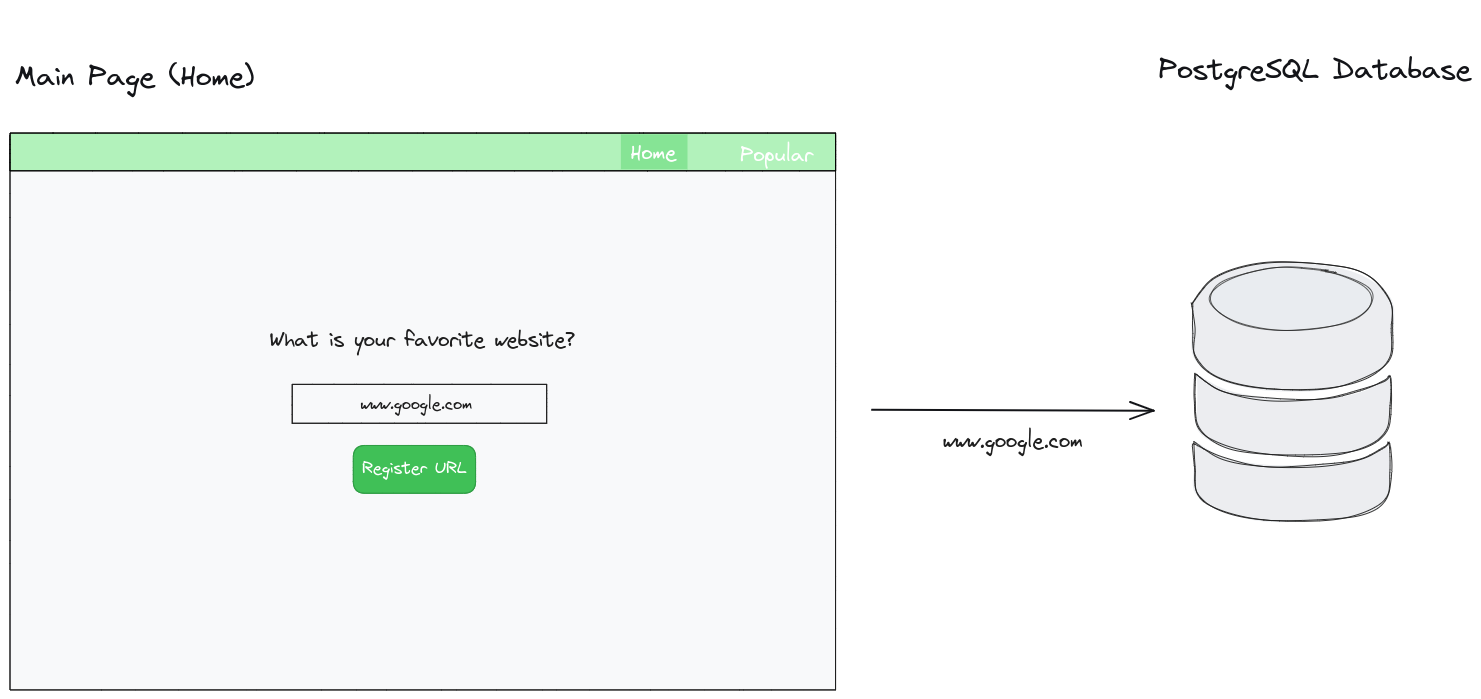 Main Page (Home)
PostgreSQL Database
Home
Popular
What is your favorite website?
www.google.com
Register URL
www.google.com